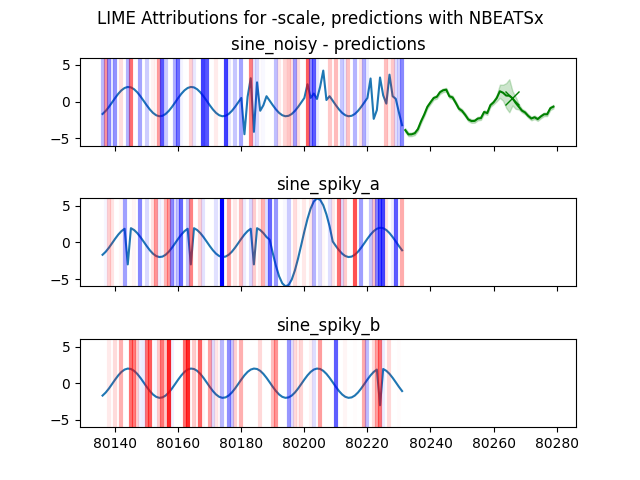 LIME Attributions for -scale, predictions with NBEATSx
sine_noisy - predictions
5
0
−5
sine_spiky_a
5
0
−5
sine_spiky_b
5
0
−5
80140 80160 80180 80200 80220 80240 80260 80280